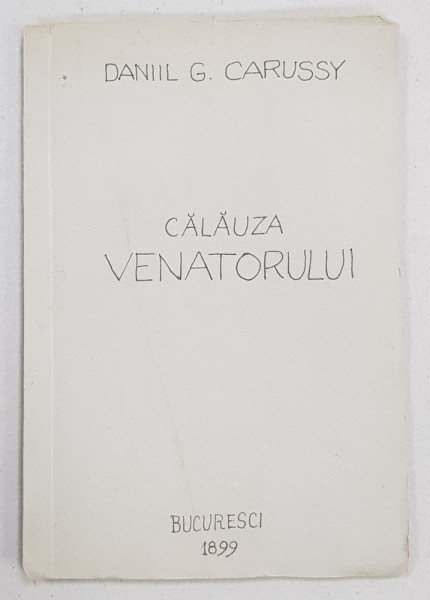 DANIIL G. CARUSSY
CĂLĂUZA
VENATORULUI
BUCURESCI
1899